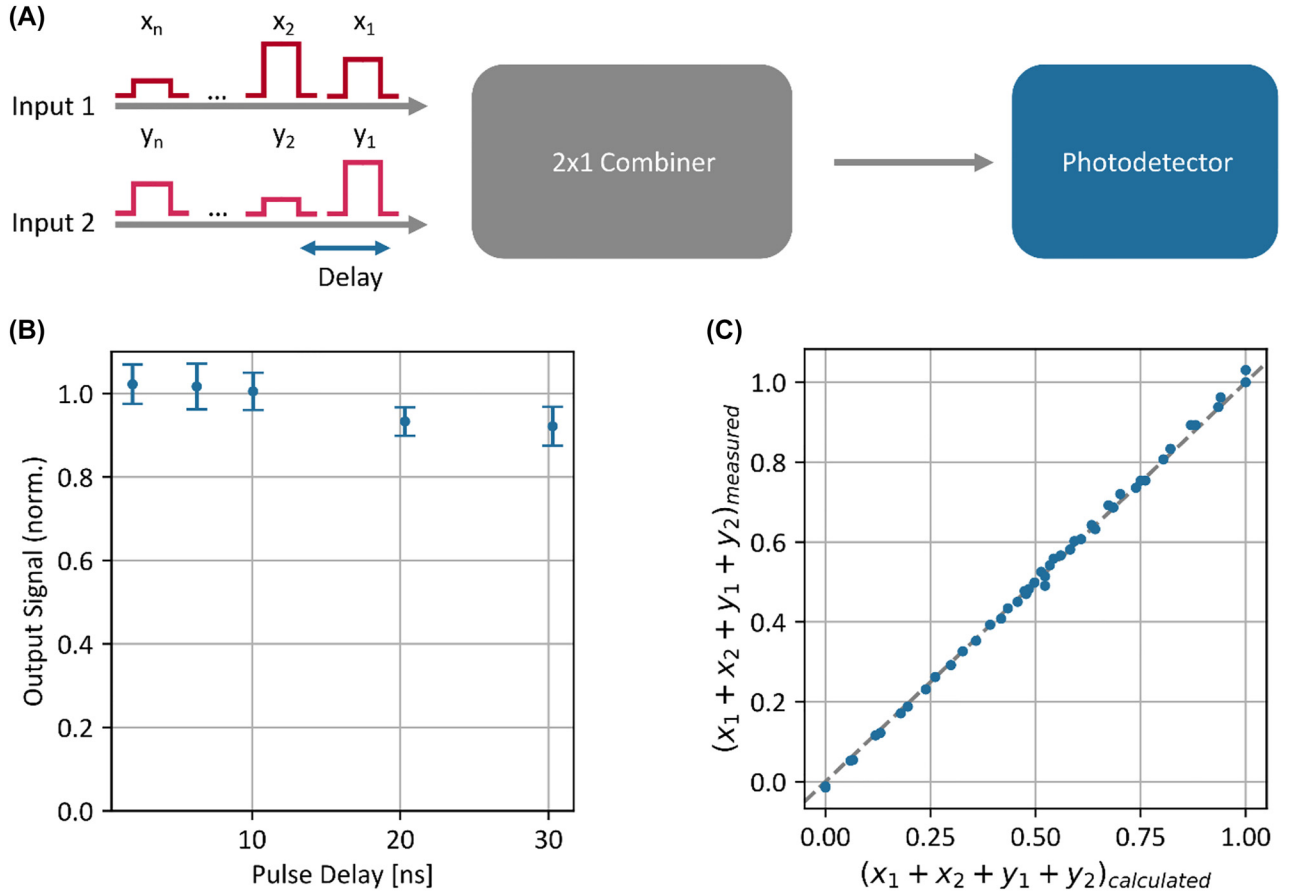 (A)
xₙ ... x₂ x₁
Input 1
yₙ ... y₂ y₁
Input 2
Delay
2x1 Combiner
Photodetector
(B)
Output Signal (norm.)
1.0
0.8
0.6
0.4
0.2
0.0
10 20 30
Pulse Delay [ns]
(C)
(x₁ + x₂ + y₁ + y₂)measured
1.0
0.8
0.6
0.4
0.2
0.0
0.00 0.25 0.50 0.75 1.00
(x₁ + x₂ + y₁ + y₂)calculated